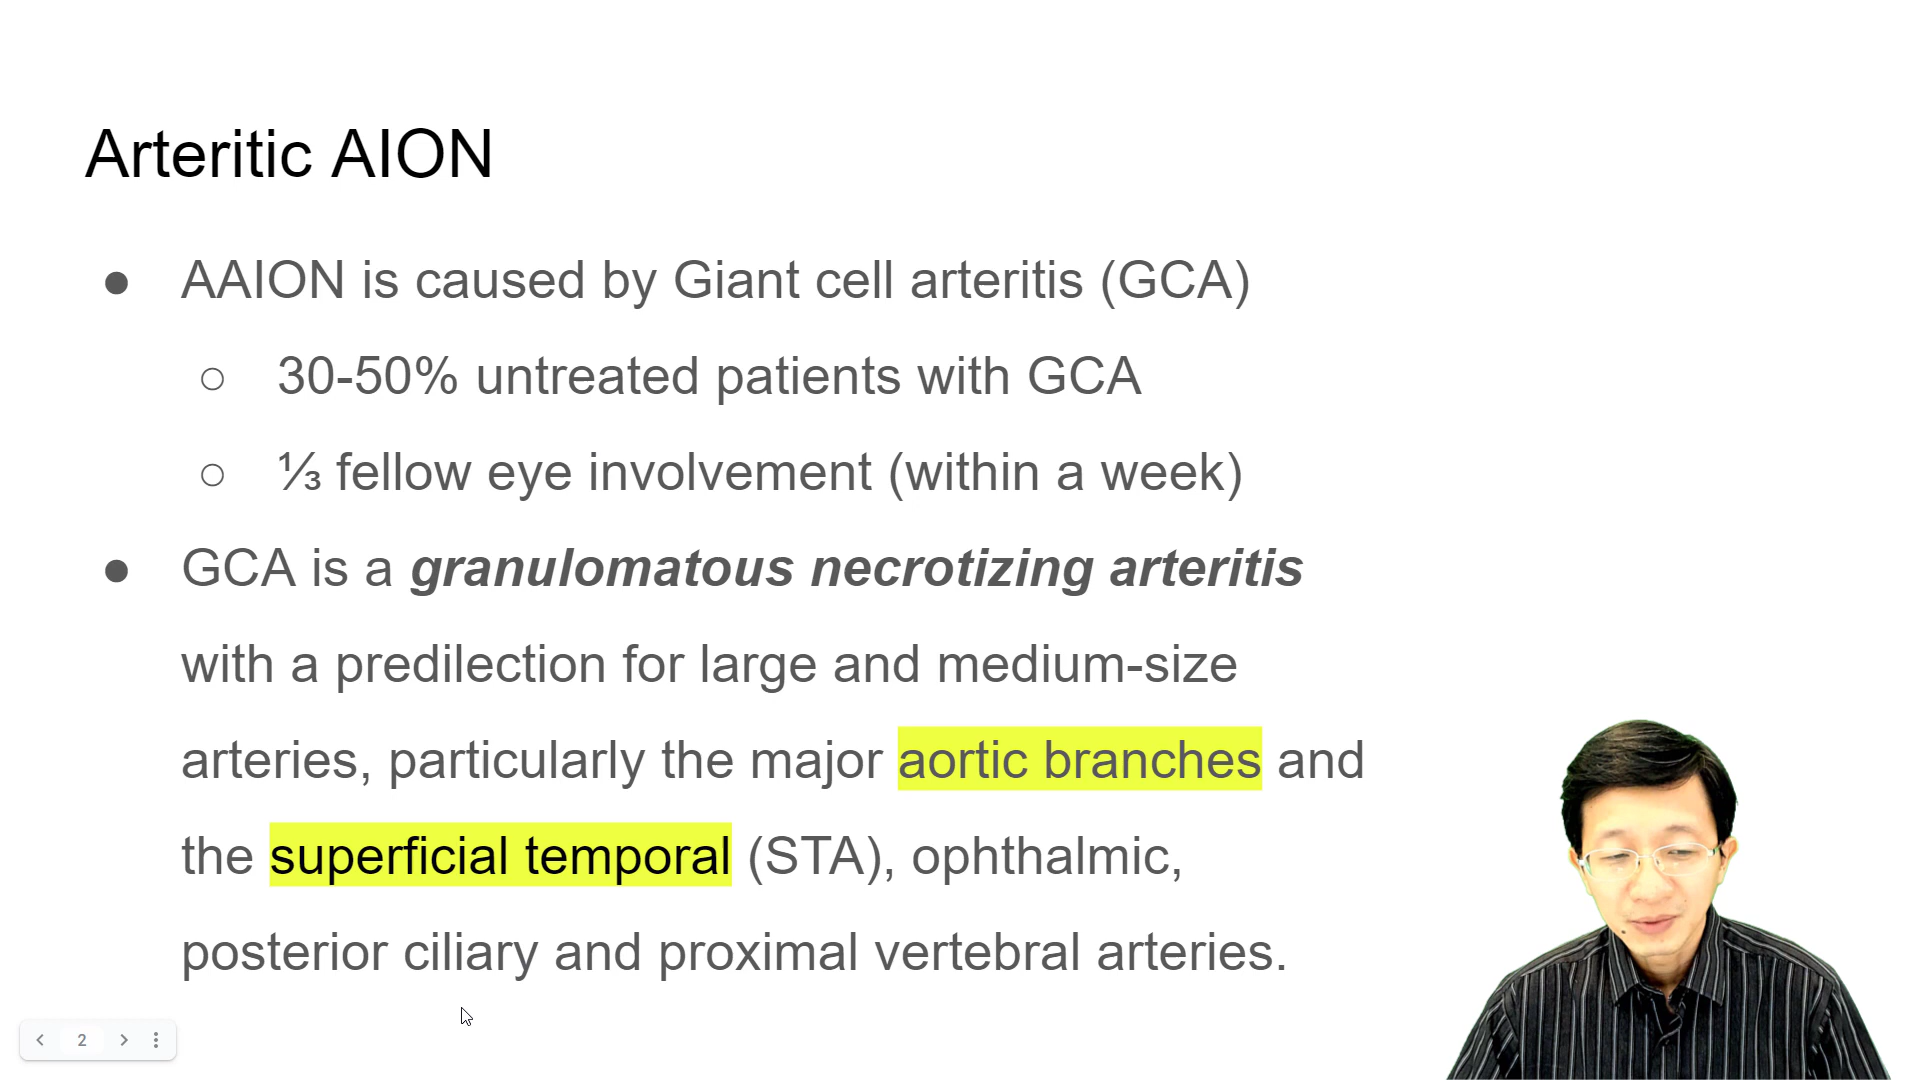 Arteritic AION
● AAION is caused by Giant cell arteritis (GCA)
○ 30-50% untreated patients with GCA
○ ⅓ fellow eye involvement (within a week)
● GCA is a granulomatous necrotizing arteritis
with a predilection for large and medium-size
arteries, particularly the major aortic branches and
the superficial temporal (STA), ophthalmic,
posterior ciliary and proximal vertebral arteries.
2